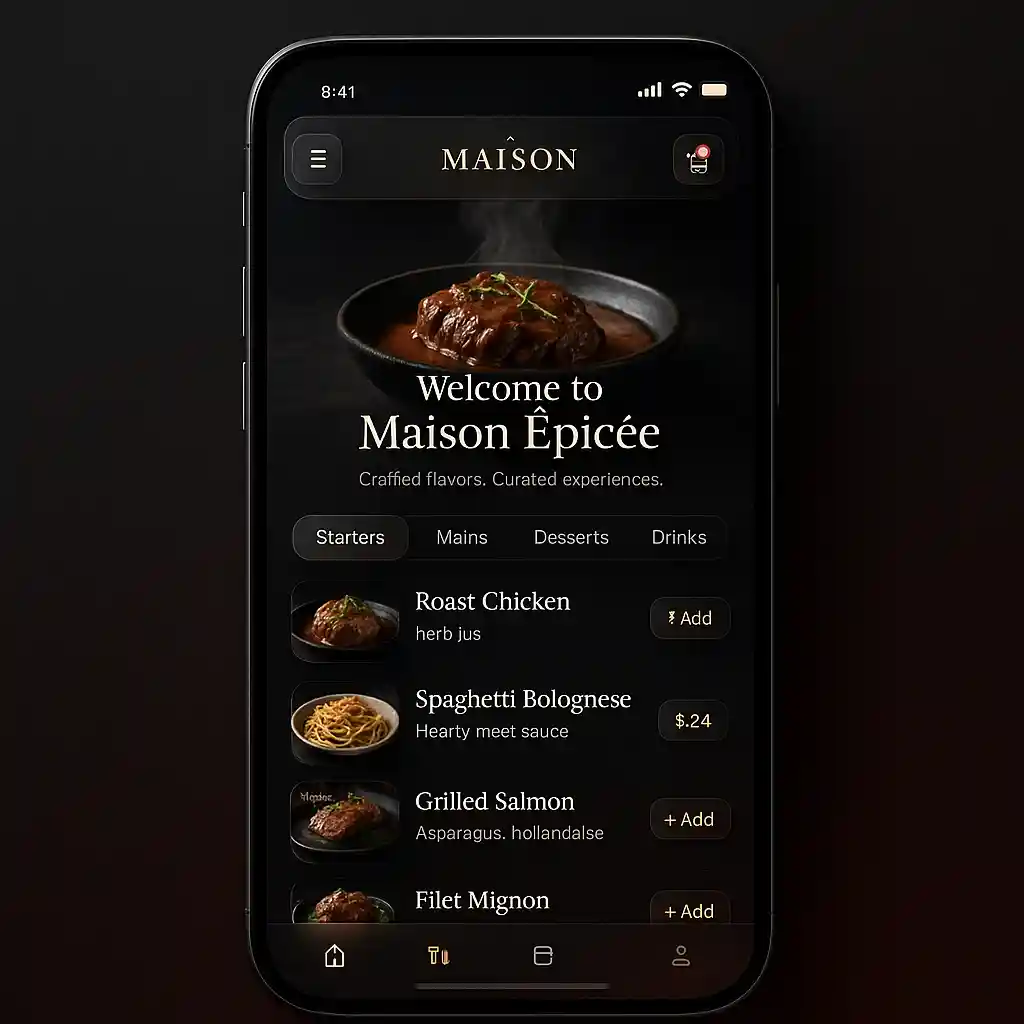 8:41
MAISON
Welcome to
Maison Êpicée
Craffied flavors. Curated experiences.
Starters Mains Desserts Drinks
Roast Chicken
herb jus
Add
Spaghetti Bolognese
Hearty meet sauce
$.24
Grilled Salmon
Asparagus. hollandalse
+ Add
Filet Mignon
+ Add